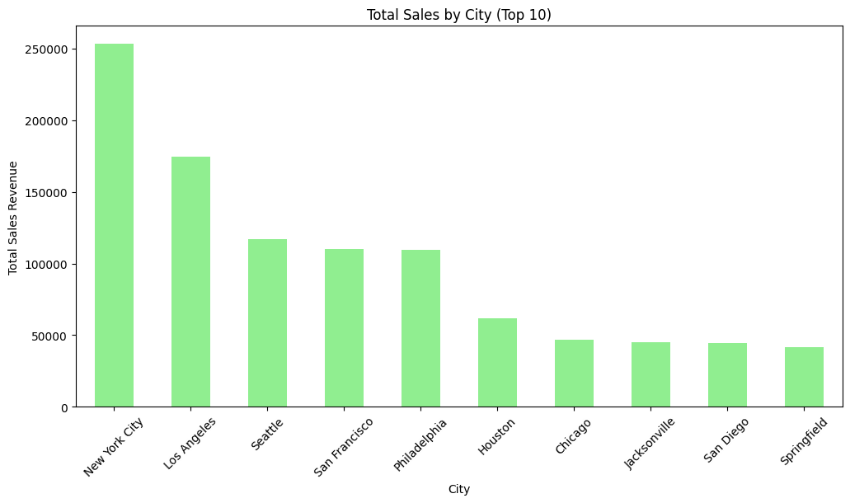 Total Sales by City (Top 10)
Total Sales Revenue
250000
200000
150000
100000
50000
0
New York City
Los Angeles
Seattle
San Francisco
Philadelphia
Houston
Chicago
Jacksonville
San Diego
Springfield
City